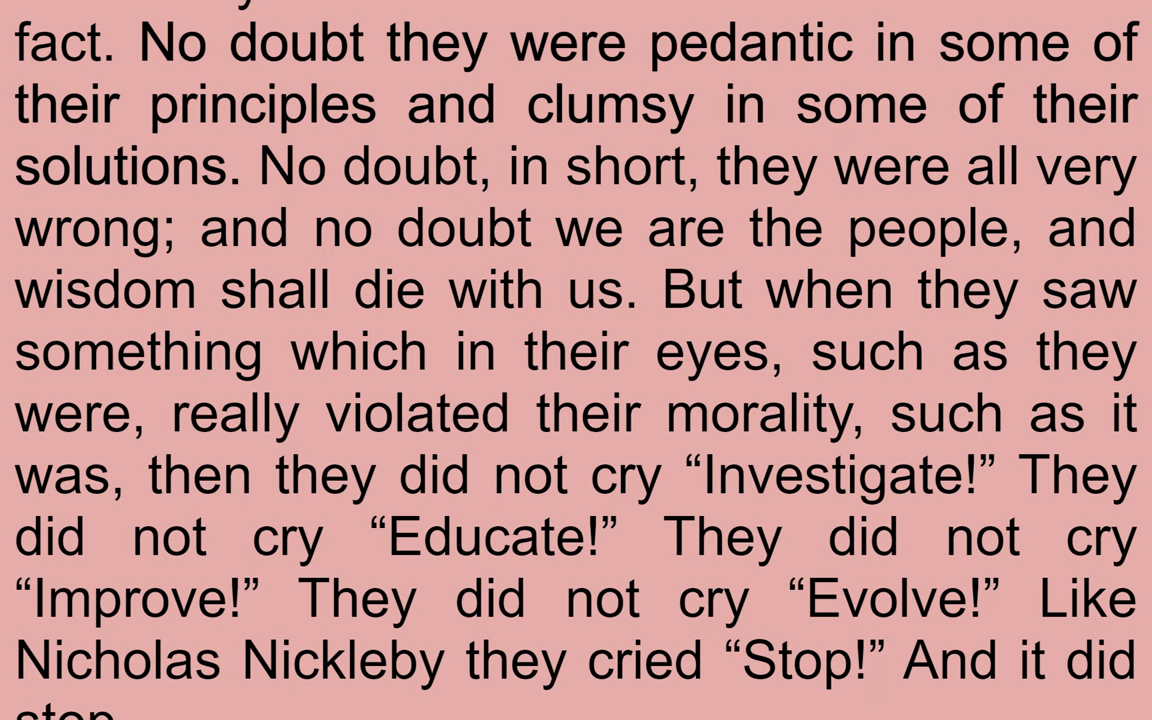 fact. No doubt they were pedantic in some of
their principles and clumsy in some of their
solutions. No doubt, in short, they were all very
wrong; and no doubt we are the people, and
wisdom shall die with us. But when they saw
something which in their eyes, such as they
were, really violated their morality, such as it
was, then they did not cry “Investigate!” They
did not cry “Educate!” They did not cry
“Improve!” They did not cry “Evolve!” Like
Nicholas Nickleby they cried “Stop!” And it did
stop.